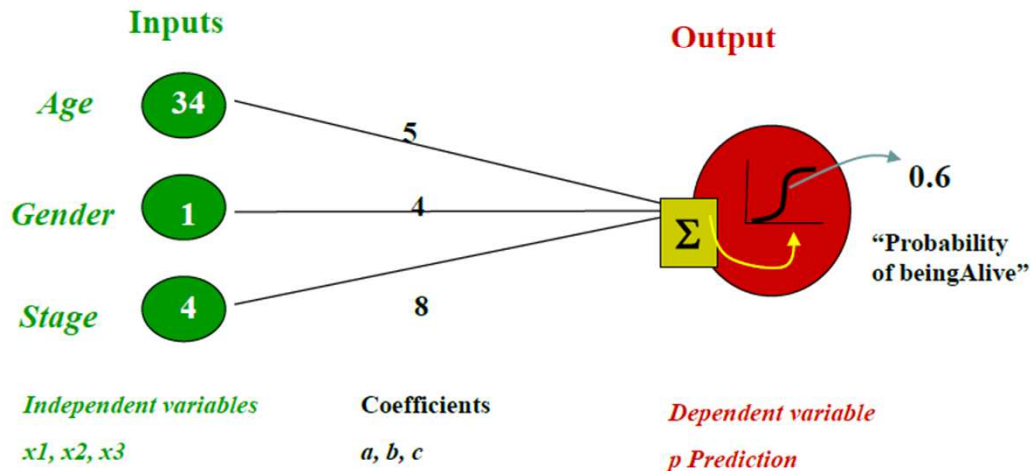 Inputs
Output
Age 34
5
Gender 1
4
Σ
0.6
“Probability
of beingAlive”
Stage 4
8
Independent variables
x1, x2, x3
Coefficients
a, b, c
Dependent variable
p Prediction